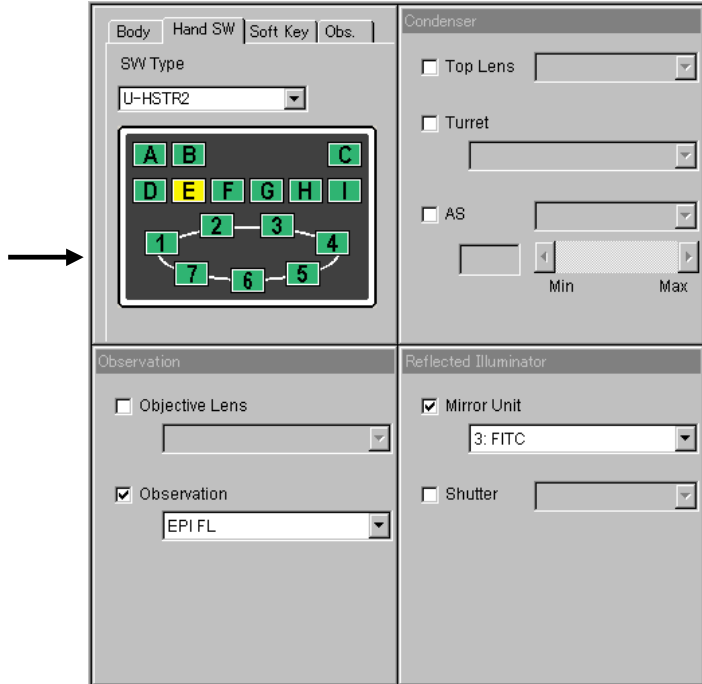 Body Hand SW Soft Key Obs.
SW Type
U-HSTR2
A B C
D E F G H I
2 3
1 4
7 6 5
Condenser
Top Lens
Turret
AS
Min Max
Observation
Objective Lens
Observation
EPI FL
Reflected Illuminator
Mirror Unit
3: FITC
Shutter